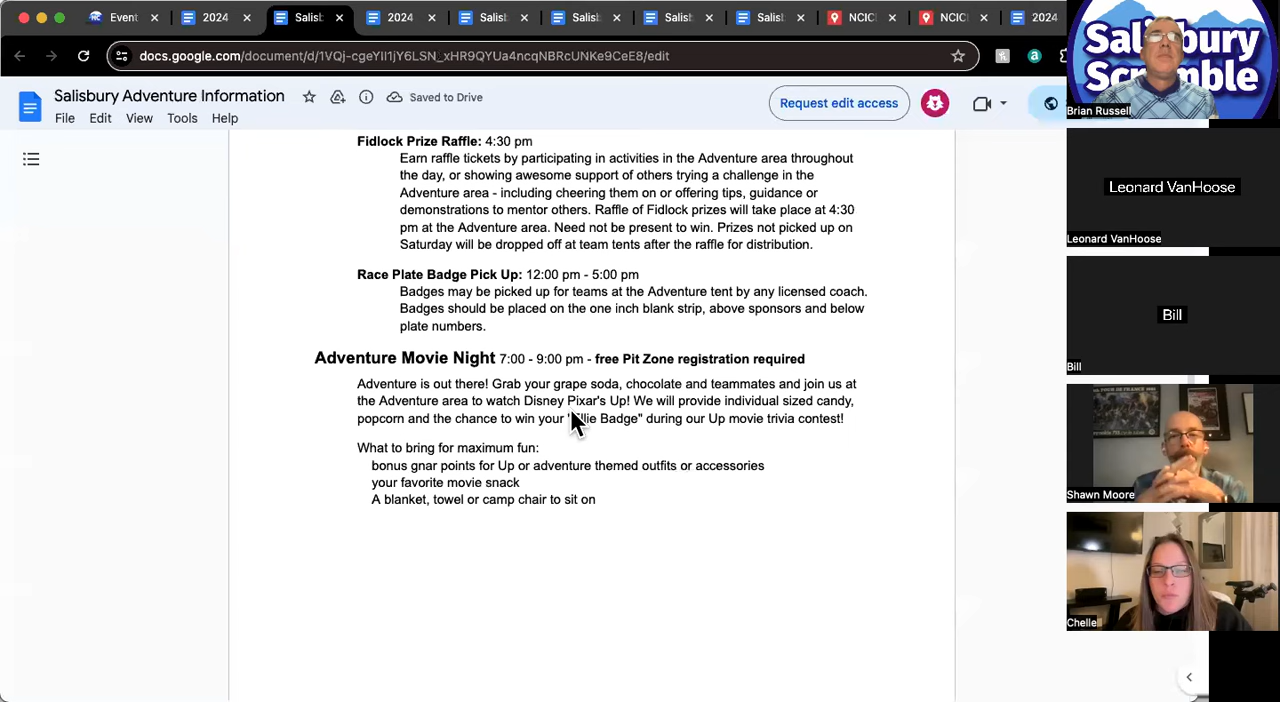 Event
2024
Salisb
2024
Salisb
Salisb
Salisb
Salisb
NCICL
NCICL
2024
docs.google.com/document/d/1VQj-cgeYIl1jY6LSN_xHR9QYUa4ncqNBRcUNKe9CeE8/edit
Salisbury Adventure Information
Saved to Drive
File Edit View Tools Help
Request edit access
Fidlock Prize Raffle: 4:30 pm
Earn raffle tickets by participating in activities in the Adventure area throughout
the day, or showing awesome support of others trying a challenge in the
Adventure area - including cheering them on or offering tips, guidance or
demonstrations to mentor others. Raffle of Fidlock prizes will take place at 4:30
pm at the Adventure area. Need not be present to win. Prizes not picked up on
Saturday will be dropped off at team tents after the raffle for distribution.
Race Plate Badge Pick Up: 12:00 pm - 5:00 pm
Badges may be picked up for teams at the Adventure tent by any licensed coach.
Badges should be placed on the one inch blank strip, above sponsors and below
plate numbers.
Adventure Movie Night 7:00 - 9:00 pm - free Pit Zone registration required
Adventure is out there! Grab your grape soda, chocolate and teammates and join us at
the Adventure area to watch Disney Pixar's Up! We will provide individual sized candy,
popcorn and the chance to win your Badge" during our Up movie trivia contest!
What to bring for maximum fun:
bonus gnar points for Up or adventure themed outfits or accessories
your favorite movie snack
A blanket, towel or camp chair to sit on
Salisbury
Scramble
Brian Russell
Leonard VanHoose
Leonard VanHoose
Bill
Bill
Shawn Moore
Chellell